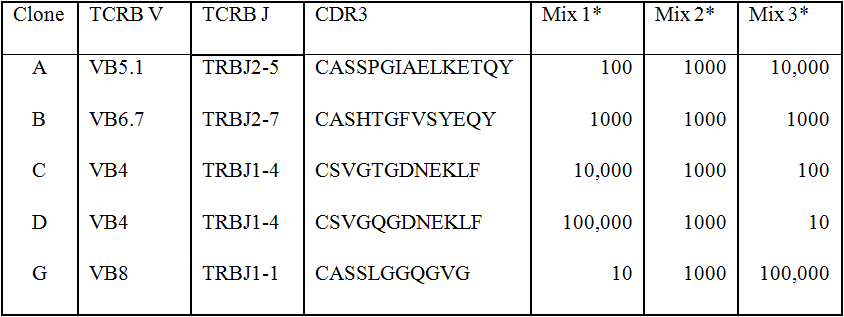 Clone TCRB V TCRB J CDR3 Mix 1* Mix 2* Mix 3*
A VB5.1 TRBJ2-5 CASSPGIAELKETQY 100 1000 10,000
B VB6.7 TRBJ2-7 CASHTGFVSYEQY 1000 1000 1000
C VB4 TRBJ1-4 CSVGTGDNEKLF 10,000 1000 100
D VB4 TRBJ1-4 CSVGQGDNEKLF 100,000 1000 10
G VB8 TRBJ1-1 CASSLGGQGVG 10 1000 100,000